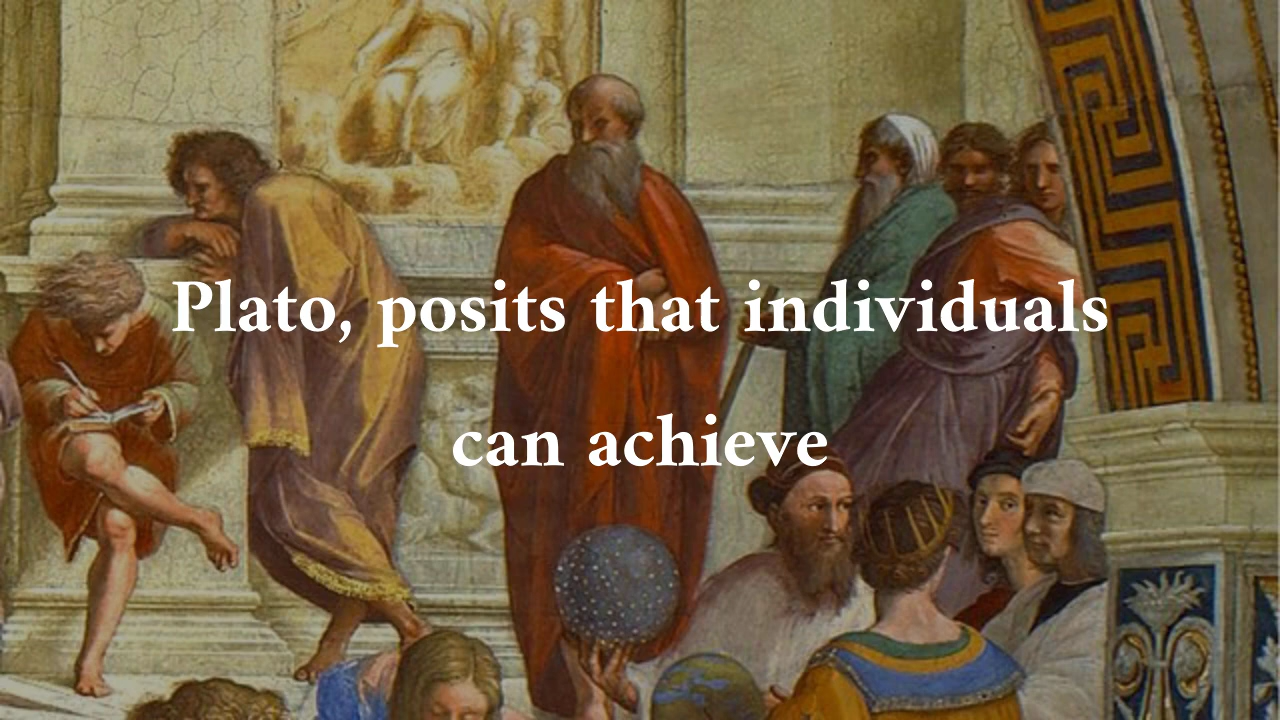 Plato, posits that individuals
can achieve